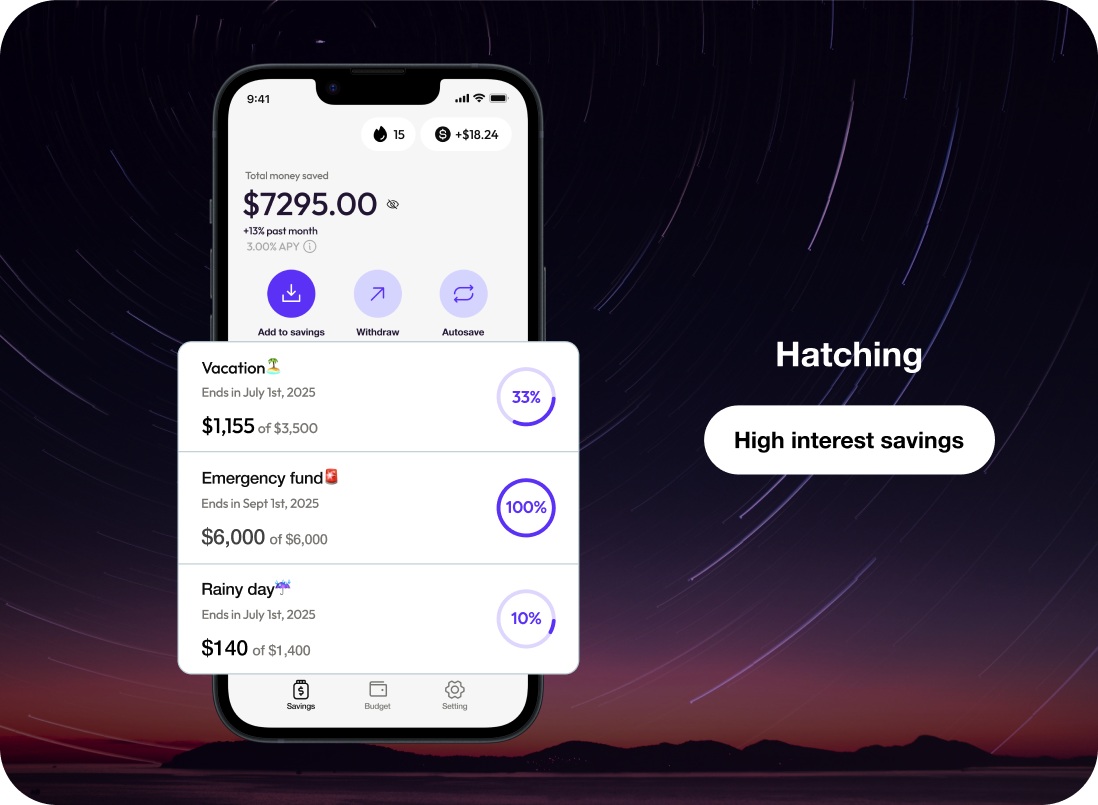 9:41
15
+$18.24
Total money saved
$7295.00
+13% past month
3.00% APY
Add to savings
Withdraw
Autosave
Vacation🏝️
Ends in July 1st, 2025
$1,155 of $3,500
33%
Emergency fund🚨
Ends in Sept 1st, 2025
$6,000 of $6,000
100%
Rainy day☔
Ends in July 1st, 2025
$140 of $1,400
10%
Savings
Budget
Setting
Hatching
High interest savings